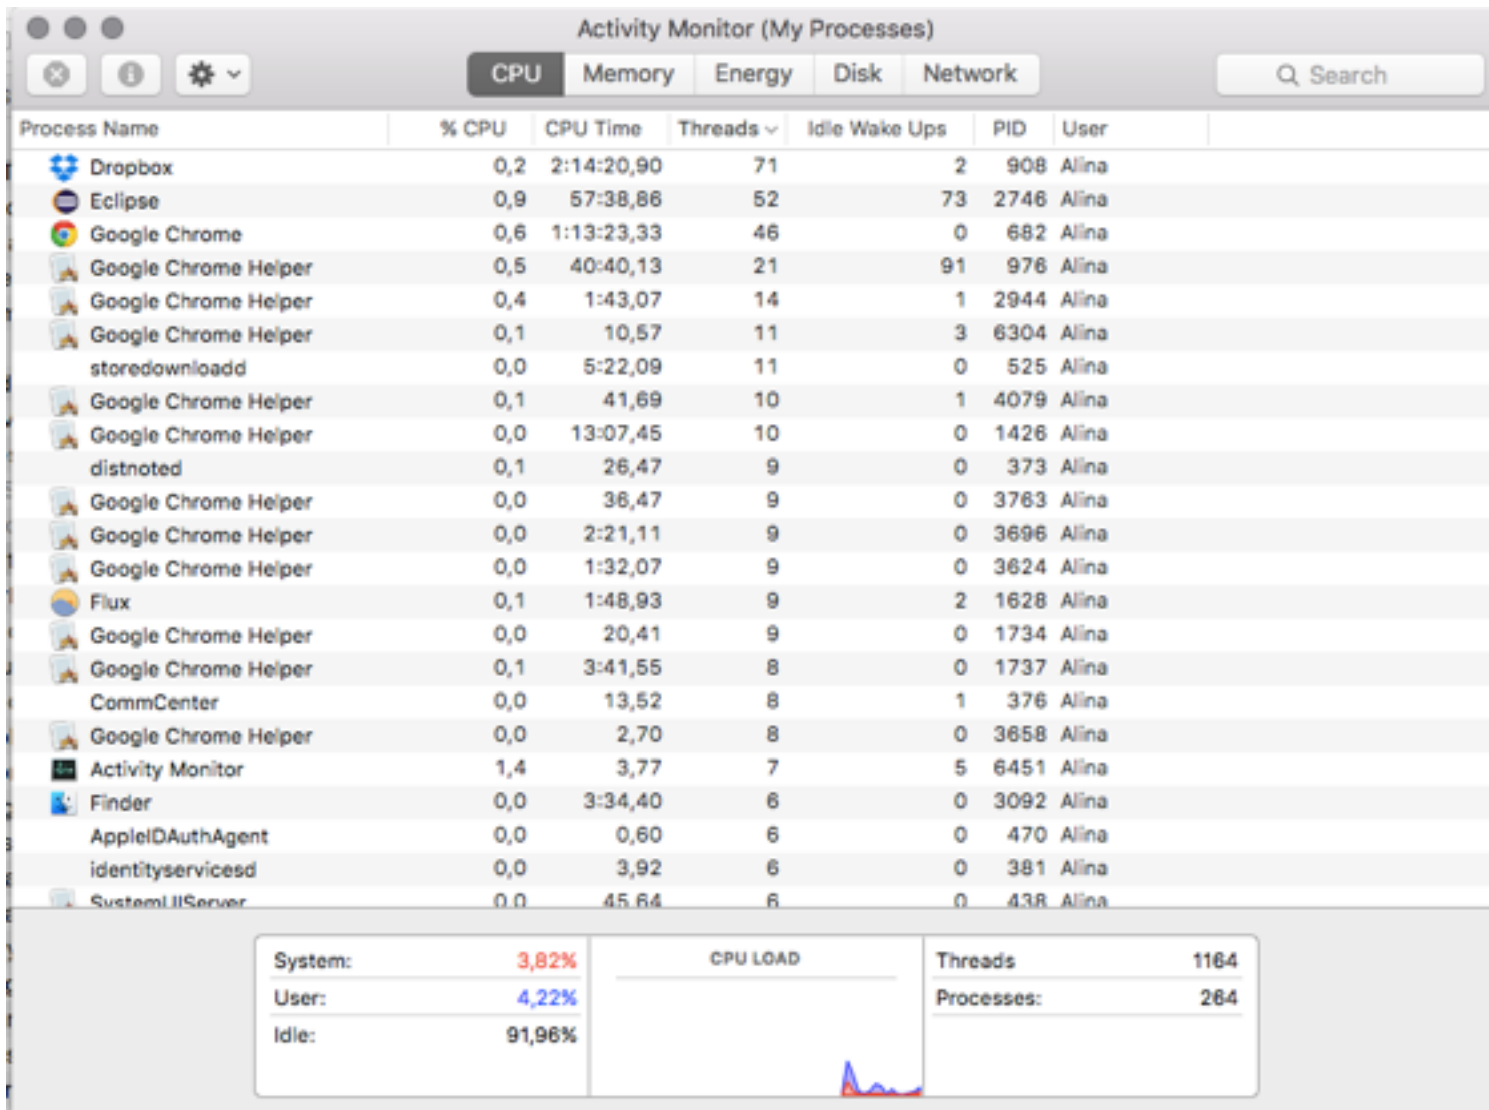 Activity Monitor (My Processes)
CPU Memory Energy Disk Network Search
Process Name % CPU CPU Time Threads Idle Wake Ups PID User
Dropbox 0,2 2:14:20,90 71 2 908 Alina
Eclipse 0,9 57:38,86 52 73 2746 Alina
Google Chrome 0,6 1:13:23,33 46 0 682 Alina
Google Chrome Helper 0,5 40:40,13 21 91 976 Alina
Google Chrome Helper 0,4 1:43,07 14 1 2944 Alina
Google Chrome Helper 0,1 10,57 11 3 6304 Alina
storedownloadd 0,0 5:22,09 11 0 525 Alina
Google Chrome Helper 0,1 41,69 10 1 4079 Alina
Google Chrome Helper 0,0 13:07,45 10 0 1426 Alina
distnoted 0,1 26,47 9 0 373 Alina
Google Chrome Helper 0,0 36,47 9 0 3763 Alina
Google Chrome Helper 0,0 2:21,11 9 0 3696 Alina
Google Chrome Helper 0,0 1:32,07 9 0 3624 Alina
Flux 0,1 1:48,93 9 2 1628 Alina
Google Chrome Helper 0,0 20,41 9 0 1734 Alina
Google Chrome Helper 0,1 3:41,55 8 0 1737 Alina
CommCenter 0,0 13,52 8 1 376 Alina
Google Chrome Helper 0,0 2,70 8 0 3658 Alina
Activity Monitor 1,4 3,77 7 5 6451 Alina
Finder 0,0 3:34,40 6 0 3092 Alina
AppleIDAuthAgent 0,0 0,60 6 0 470 Alina
identityservicesd 0,0 3,92 6 0 381 Alina
SystemUIServer 0,0 45,64 6 0 438 Alina
System: 3,82% CPU LOAD Threads 1164
User: 4,22% Processes: 264
Idle: 91,96%